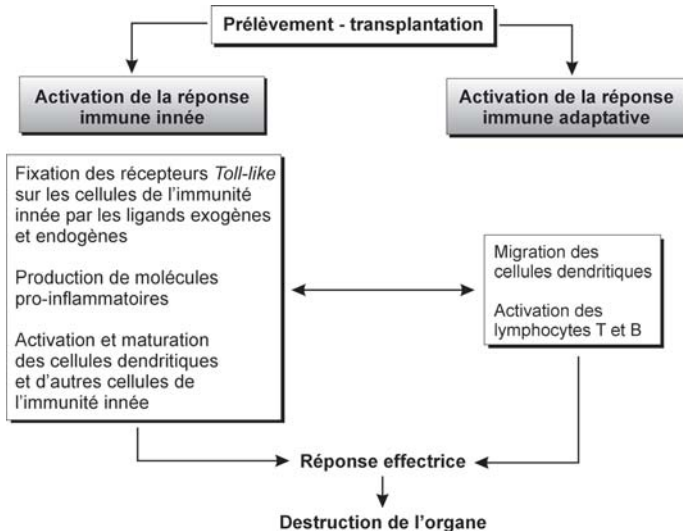 Prélèvement - transplantation
Activation de la réponse
immune innée
Activation de la réponse
immune adaptative
Fixation des récepteurs Toll-like
sur les cellules de l'immunité
innée par les ligands exogènes
et endogènes
Production de molécules
pro-inflammatoires
Activation et maturation
des cellules dendritiques
et d'autres cellules de
l'immunité innée
Migration des
cellules dendritiques
Activation des
lymphocytes T et B
Réponse effectrice
Destruction de l'organe